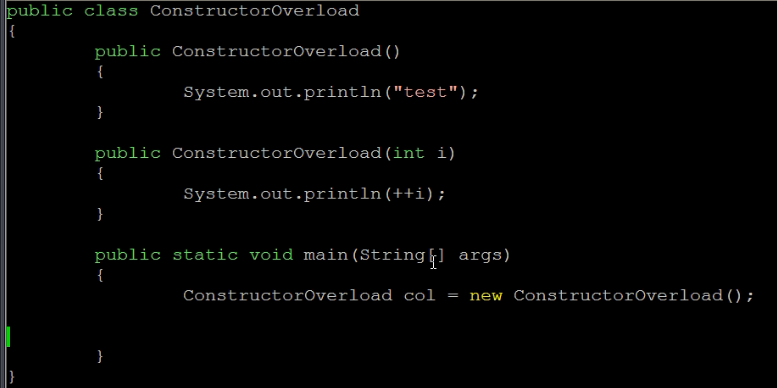 public class ConstructorOverload
{
public ConstructorOverload()
{
System.out.println("test");
}
public ConstructorOverload(int i)
{
System.out.println(++i);
}
public static void main(String[] args)
{
ConstructorOverload col = new ConstructorOverload();
}
}